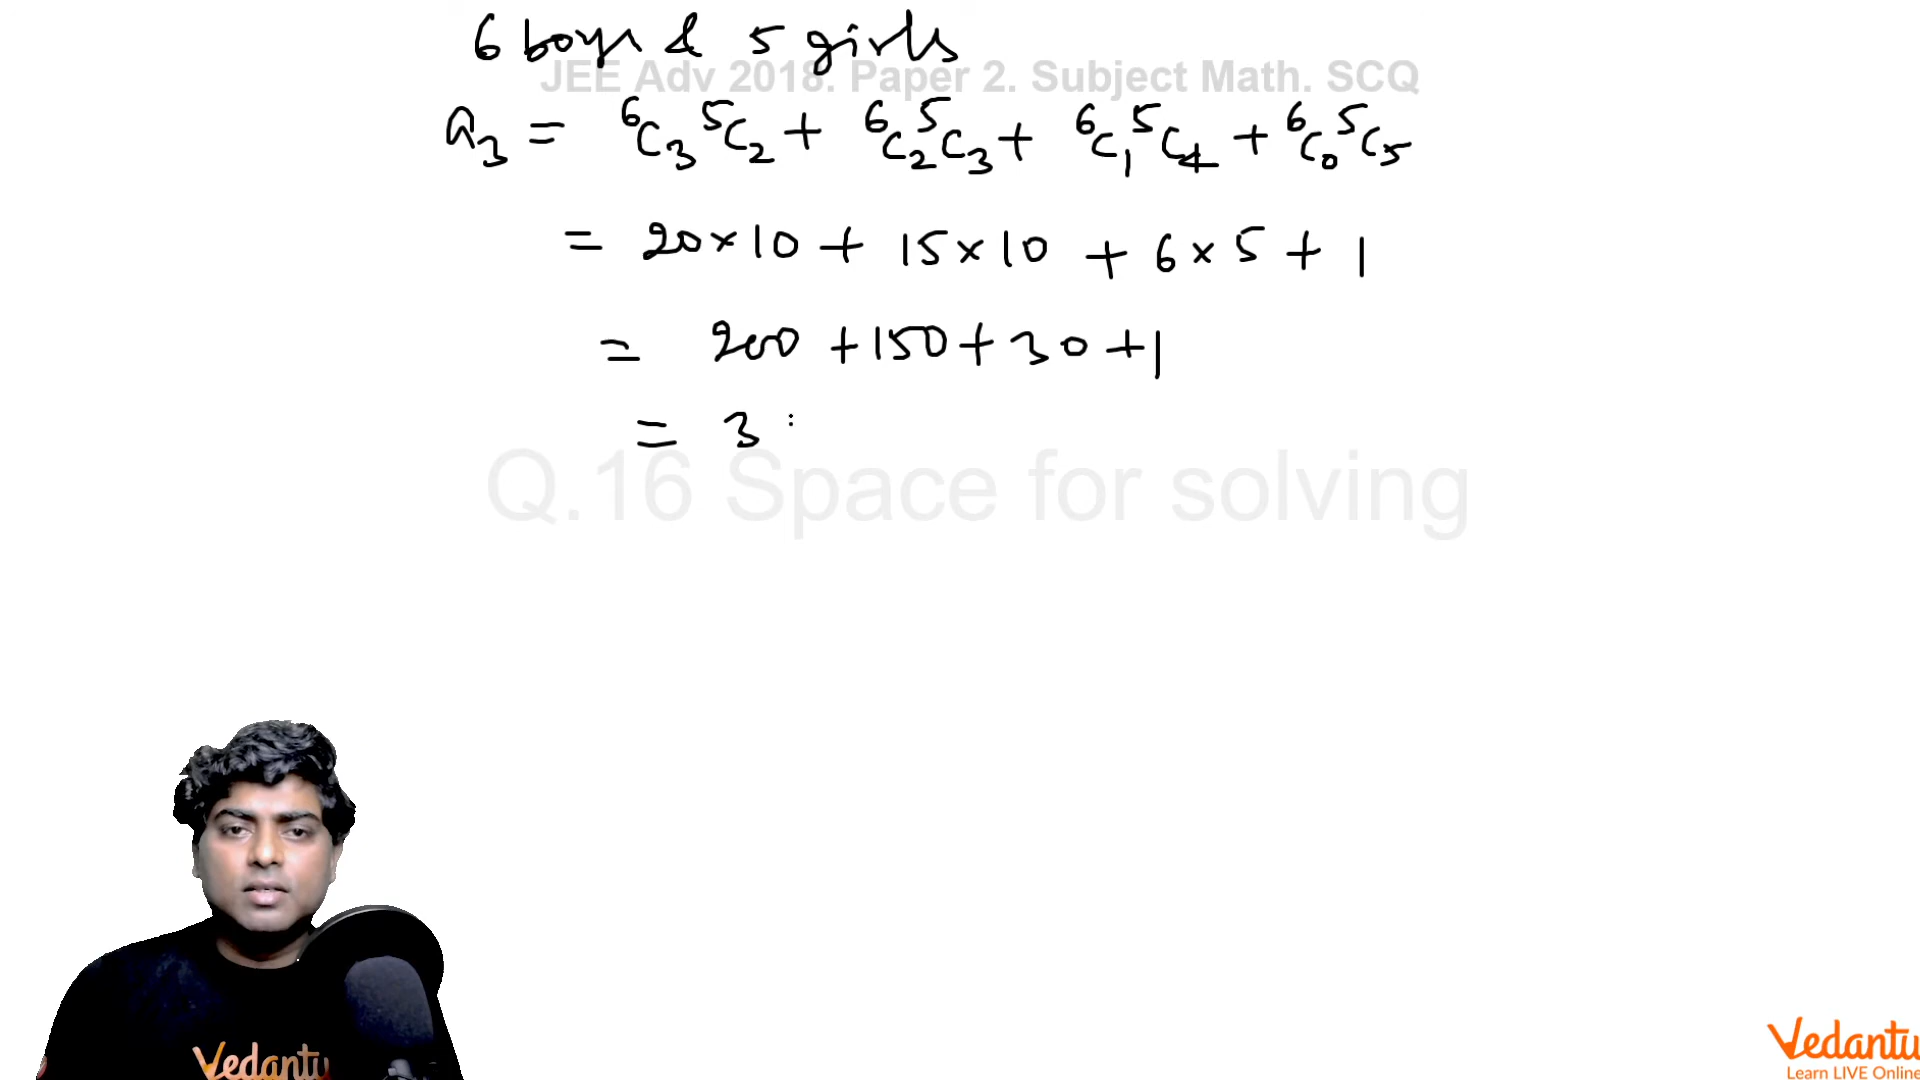 6 boys & 5 girls
JEE Adv 2018. Paper 2. Subject Math. SCQ
a₃ = ⁶C₃ ⁵C₂ + ⁶C₂ ⁵C₃ + ⁶C₁ ⁵C₄ + ⁶C₀ ⁵C₅
= 20×10 + 15×10 + 6×5 + 1
= 200 + 150 + 30 + 1
= 3
Q.16 Space for solving
Vedantu
Vedantu
Learn LIVE Online